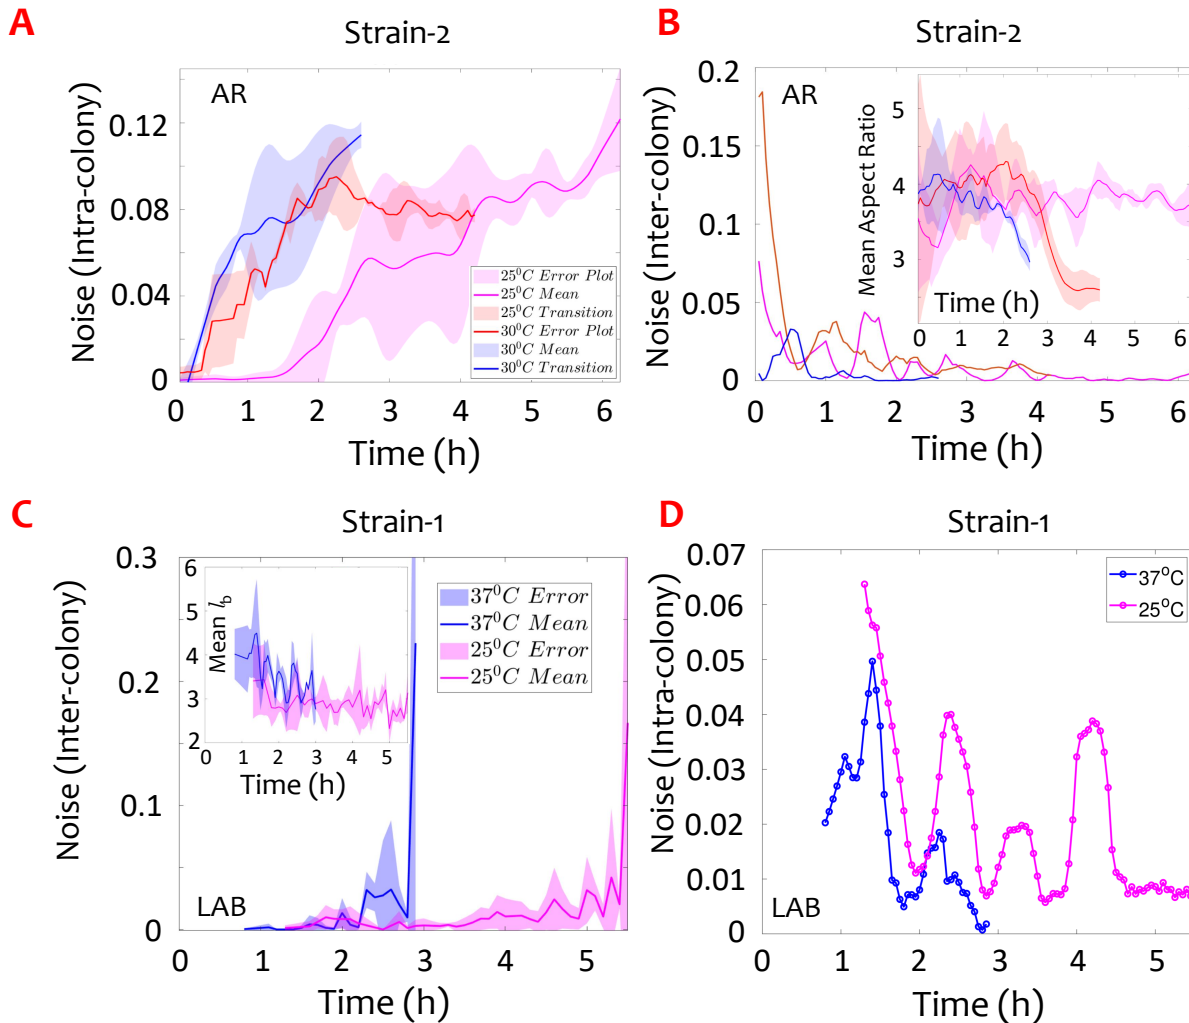 A
Strain-2
Noise (Intra-colony)
AR
0.12
0.08
0.04
0
25⁰C Error Plot
25⁰C Mean
25⁰C Transition
30⁰C Error Plot
30⁰C Mean
30⁰C Transition
0 1 2 3 4 5 6
Time (h)
B
Strain-2
Noise (Inter-colony)
AR
0.2
0.15
0.1
0.05
0
Mean Aspect Ratio
5
4
3
Time (h)
0 1 2 3 4 5 6
0 1 2 3 4 5 6
Time (h)
C
Strain-1
Noise (Inter-colony)
0.3
0.2
0.1
0
Mean l_b
6
5
4
3
2
0 1 2 3 4 5
Time (h)
37⁰C Error
37⁰C Mean
25⁰C Error
25⁰C Mean
LAB
0 1 2 3 4 5
Time (h)
D
Strain-1
Noise (Intra-colony)
0.07
0.06
0.05
0.04
0.03
0.02
0.01
0
37°C
25°C
LAB
0 1 2 3 4 5
Time (h)